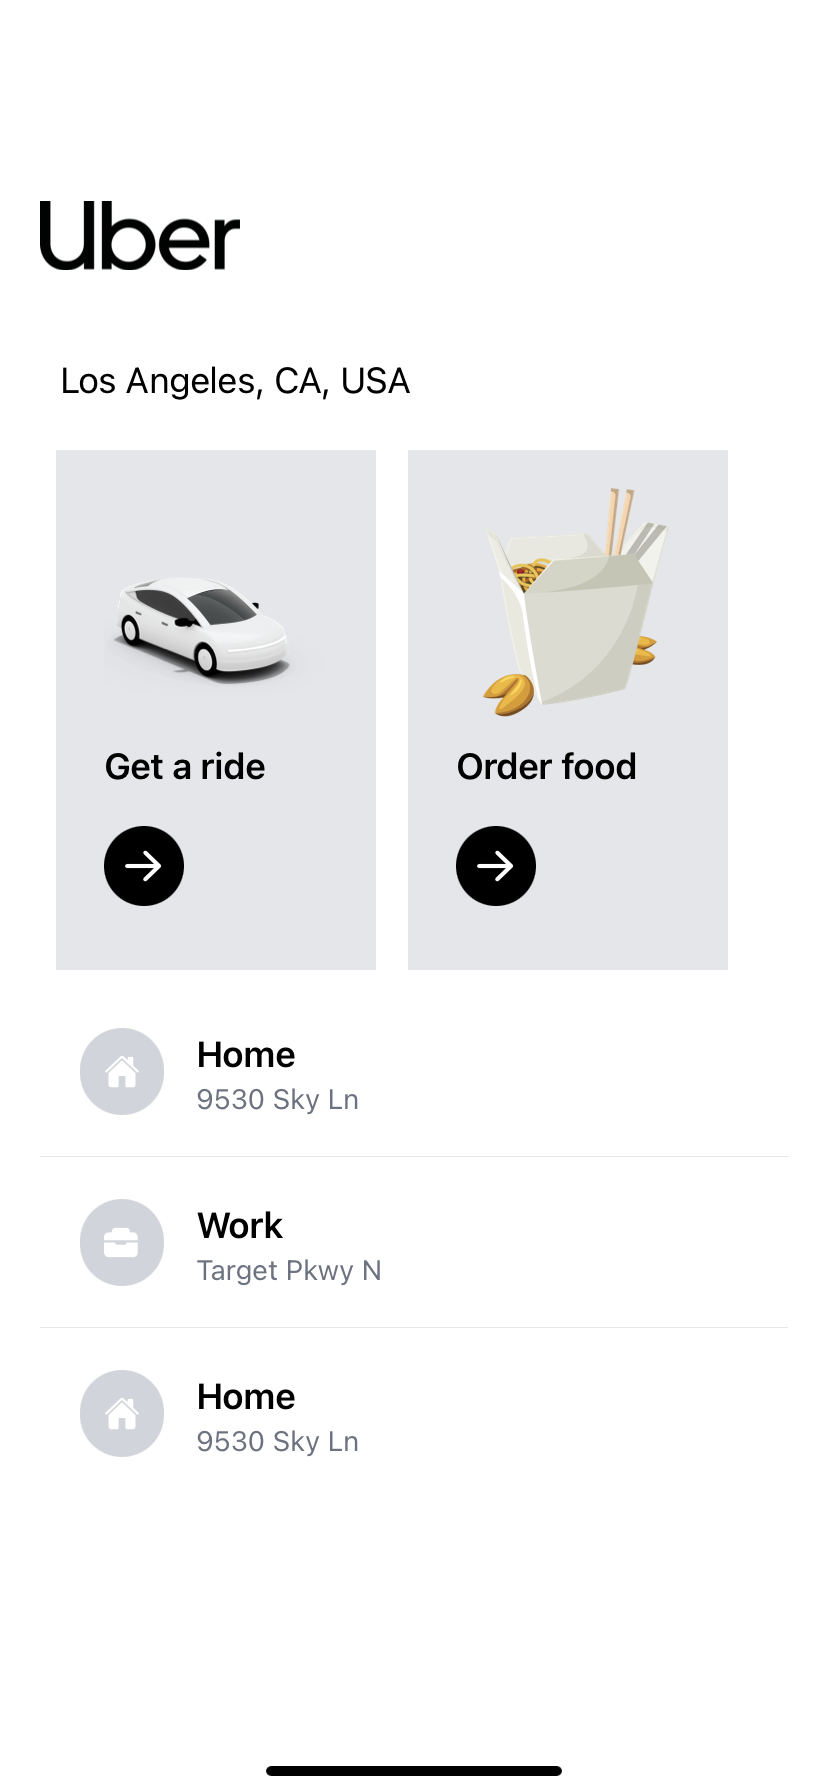 Uber
Los Angeles, CA, USA
Get a ride
Order food
Home
9530 Sky Ln
Work
Target Pkwy N
Home
9530 Sky Ln